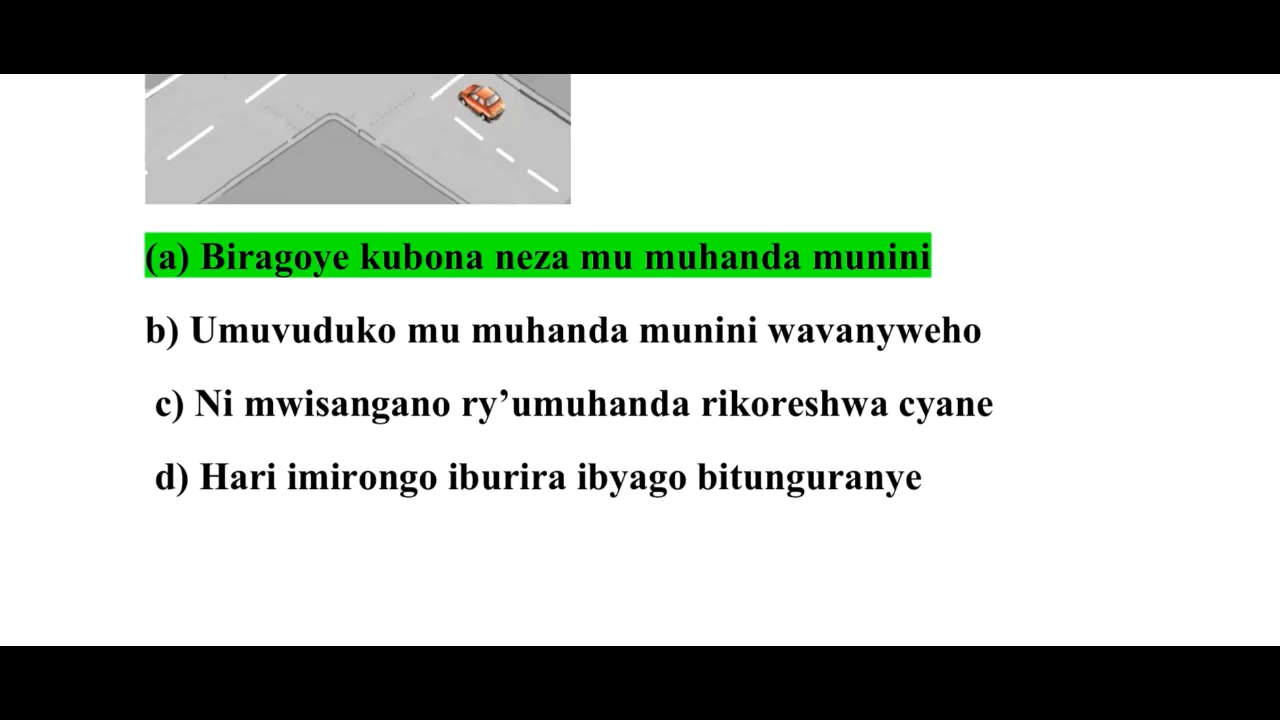 (a) Biragoye kubona neza mu muhanda munini
b) Umuvuduko mu muhanda munini wavanyweho
c) Ni mwisangano ry’umuhanda rikoreshwa cyane
d) Hari imirongo iburira ibyago bitunguranye